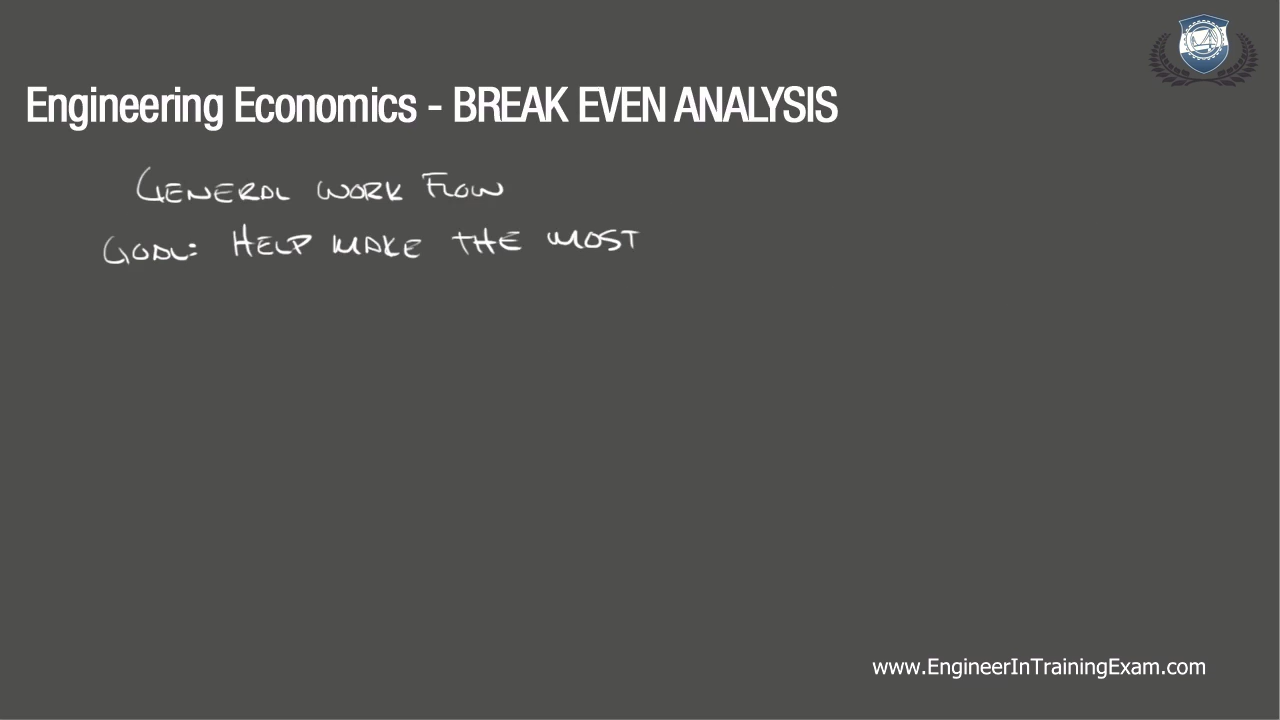 Engineering Economics - BREAK EVEN ANALYSIS
GENERAL WORK FLOW
GOAL: HELP MAKE THE MOST
www.EngineerInTrainingExam.com